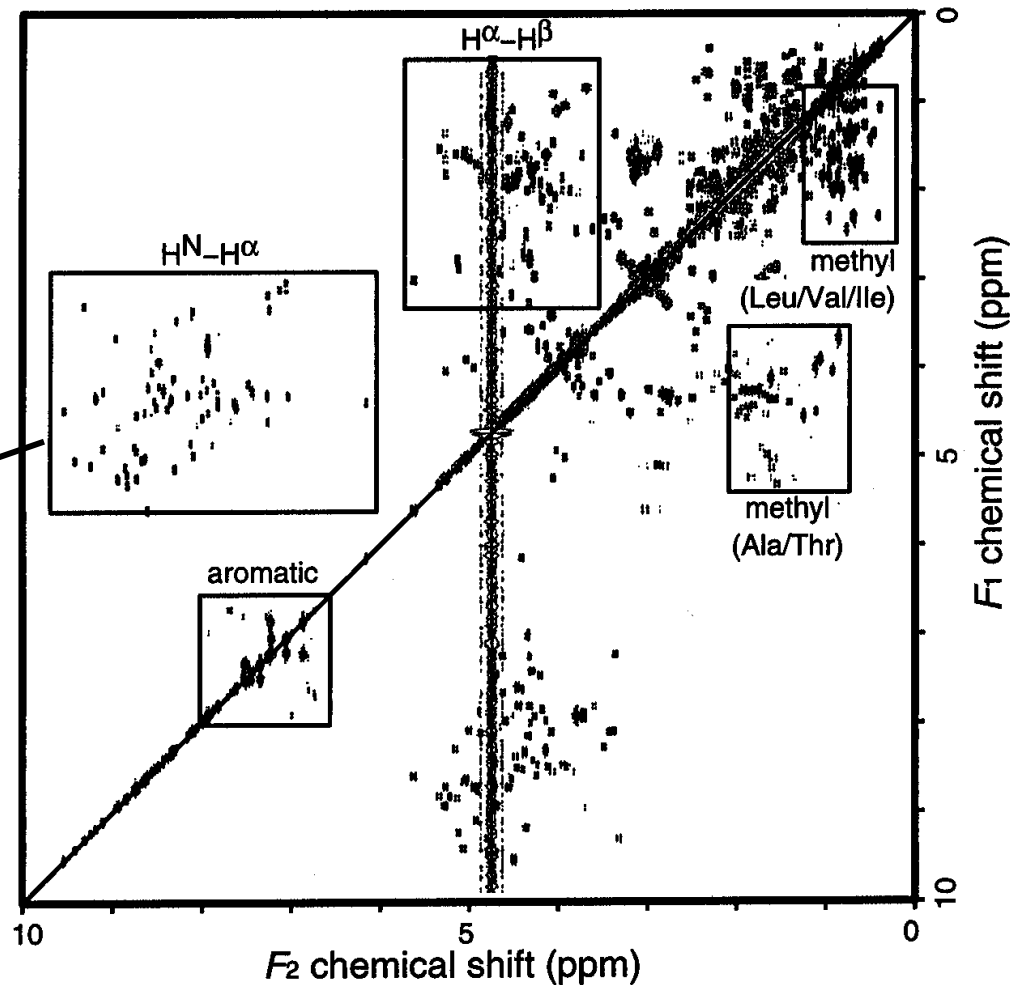 0
Hα–Hβ
HN–Hα
methyl
(Leu/Val/Ile)
5
methyl
(Ala/Thr)
aromatic
F1 chemical shift (ppm)
10
10
5
0
F2 chemical shift (ppm)